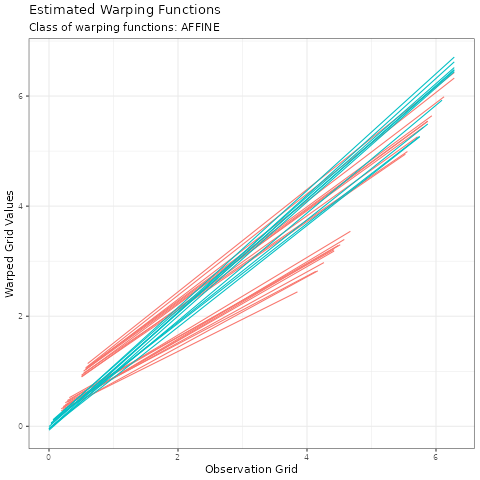 Estimated Warping Functions
Class of warping functions: AFFINE
Warped Grid Values
6
4
2
0
0
2
4
6
Observation Grid